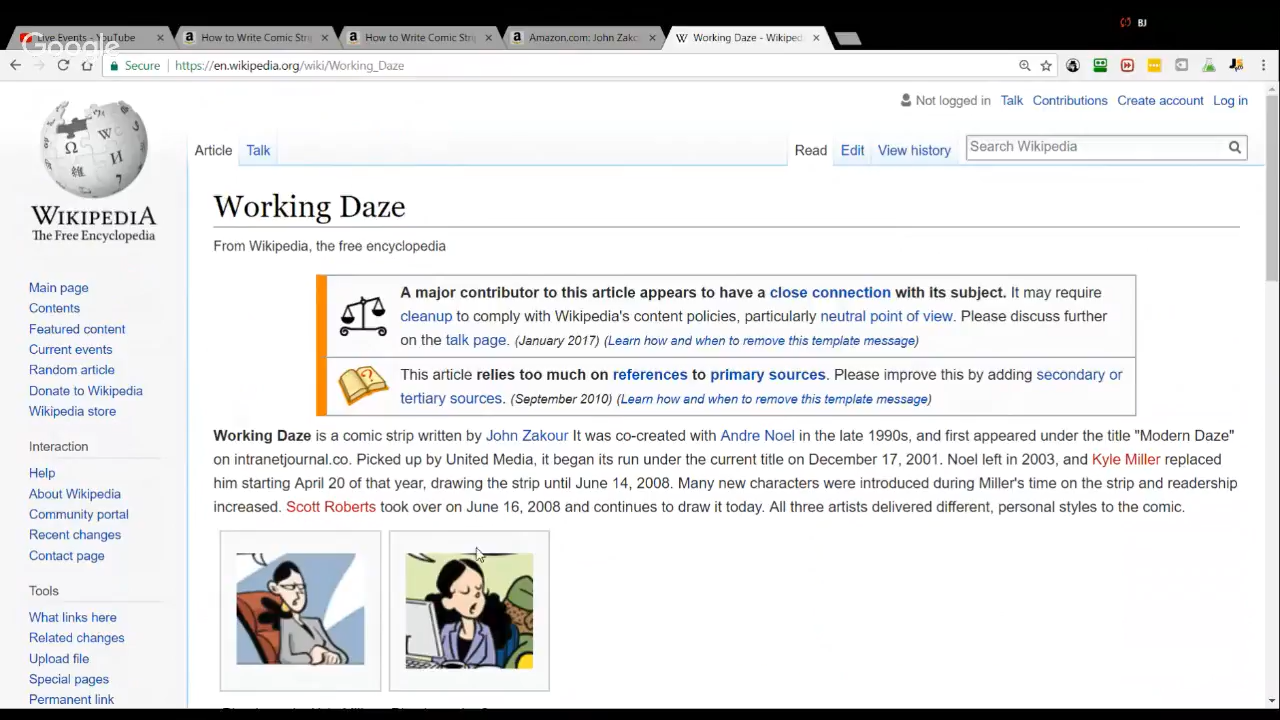 BJ
Live Events - YouTube
How to Write Comic Stri
How to Write Comic Stri
Amazon.com: John Zako
Working Daze - Wikiped
Google
Secure
https://en.wikipedia.org/wiki/Working_Daze
Not logged in Talk Contributions Create account Log in
Article Talk Read Edit View history Search Wikipedia
WIKIPEDIA
The Free Encyclopedia
Main page
Contents
Featured content
Current events
Random article
Donate to Wikipedia
Wikipedia store
Interaction
Help
About Wikipedia
Community portal
Recent changes
Contact page
Tools
What links here
Related changes
Upload file
Special pages
Permanent link
Working Daze
From Wikipedia, the free encyclopedia
A major contributor to this article appears to have a close connection with its subject. It may require
cleanup to comply with Wikipedia's content policies, particularly neutral point of view. Please discuss further
on the talk page. (January 2017) (Learn how and when to remove this template message)
This article relies too much on references to primary sources. Please improve this by adding secondary or
tertiary sources. (September 2010) (Learn how and when to remove this template message)
Working Daze is a comic strip written by John Zakour It was co-created with Andre Noel in the late 1990s, and first appeared under the title "Modern Daze"
on intranetjournal.co. Picked up by United Media, it began its run under the current title on December 17, 2001. Noel left in 2003, and Kyle Miller replaced
him starting April 20 of that year, drawing the strip until June 14, 2008. Many new characters were introduced during Miller's time on the strip and readership
increased. Scott Roberts took over on June 16, 2008 and continues to draw it today. All three artists delivered different, personal styles to the comic.